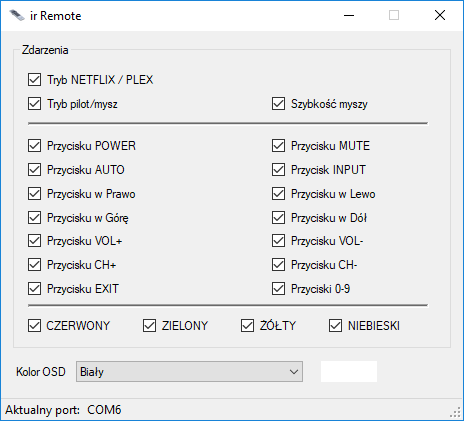 ir Remote
Zdarzenia
Tryb NETFLIX / PLEX
Tryb pilot/mysz Szybkość myszy
Przycisku POWER Przycisku MUTE
Przycisku AUTO Przycisk INPUT
Przycisku w Prawo Przycisku w Lewo
Przycisku w Górę Przycisku w Dół
Przycisku VOL+ Przycisku VOL-
Przycisku CH+ Przycisku CH-
Przycisku EXIT Przyciski 0-9
CZERWONY ZIELONY ŻÓŁTY NIEBIESKI
Kolor OSD Biały
Aktualny port: COM6